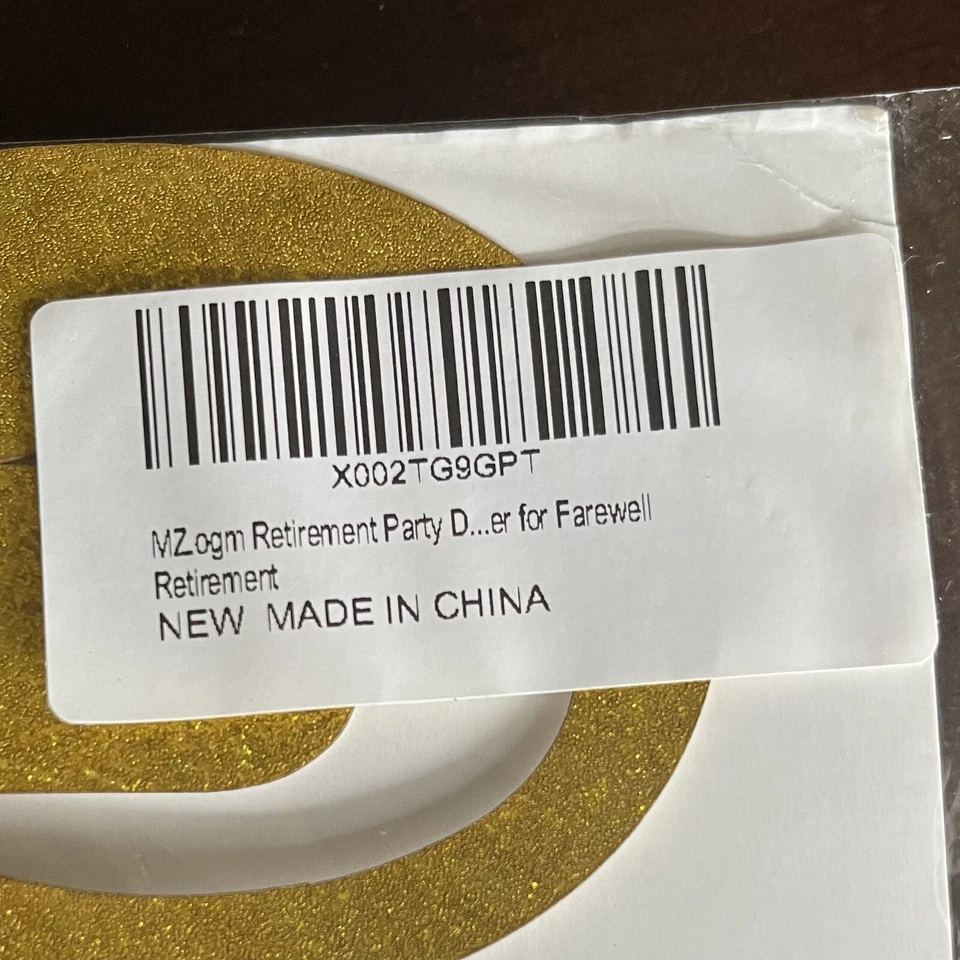 X002TG9GPT
MZogm Retirement Party D...er for Farewell
Retirement
NEW MADE IN CHINA